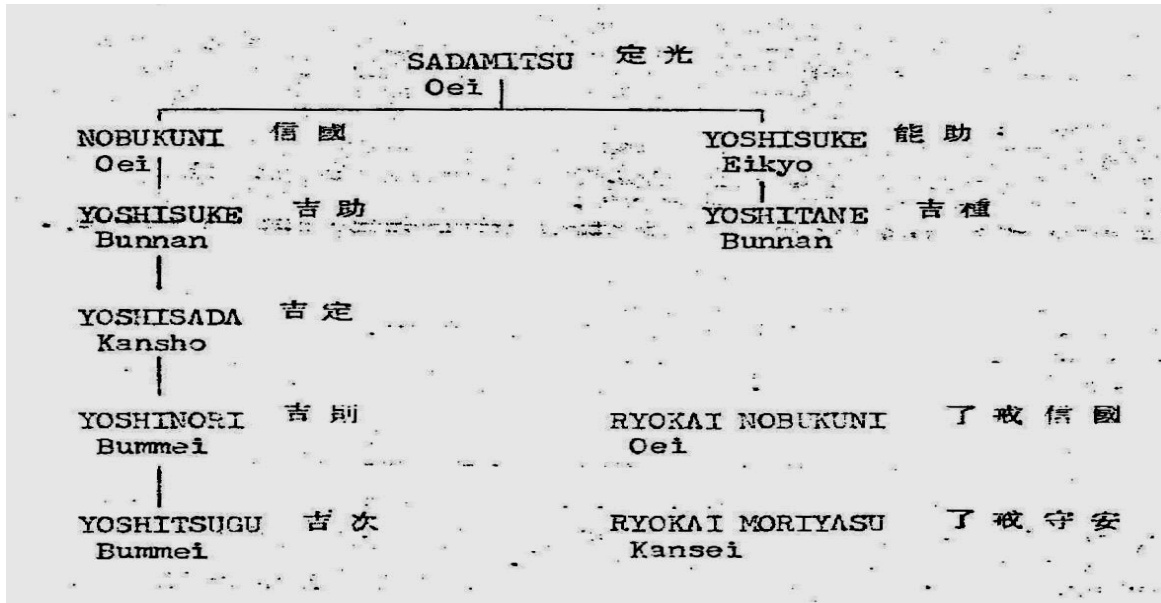 SADAMITSU 定光
Oei
NOBUKUNI 信國
Oei
YOSHISUKE 吉助
Bunnan
YOSHISADA 吉定
Kansho
YOSHINORI 吉則
Bummei
YOSHITSUGU 吉次
Bummei
YOSHISUKE 能助
Eikyo
YOSHITANE 吉種
Bunnan
RYOKAI NOBUKUNI 了戒信國
Oei
RYOKAI MORIYASU 了戒守安
Kansei